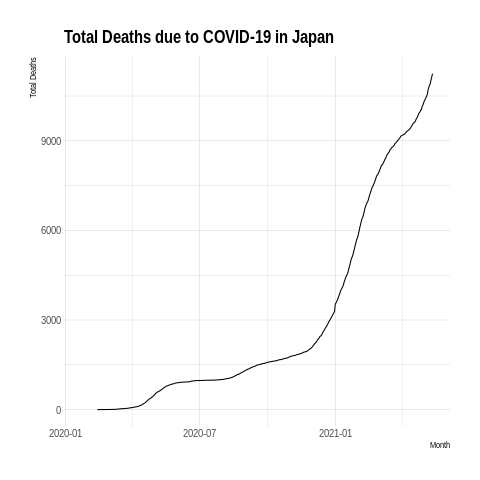 Total Deaths due to COVID-19 in Japan
Total Deaths
9000
6000
3000
0
2020-01
2020-07
2021-01
Month